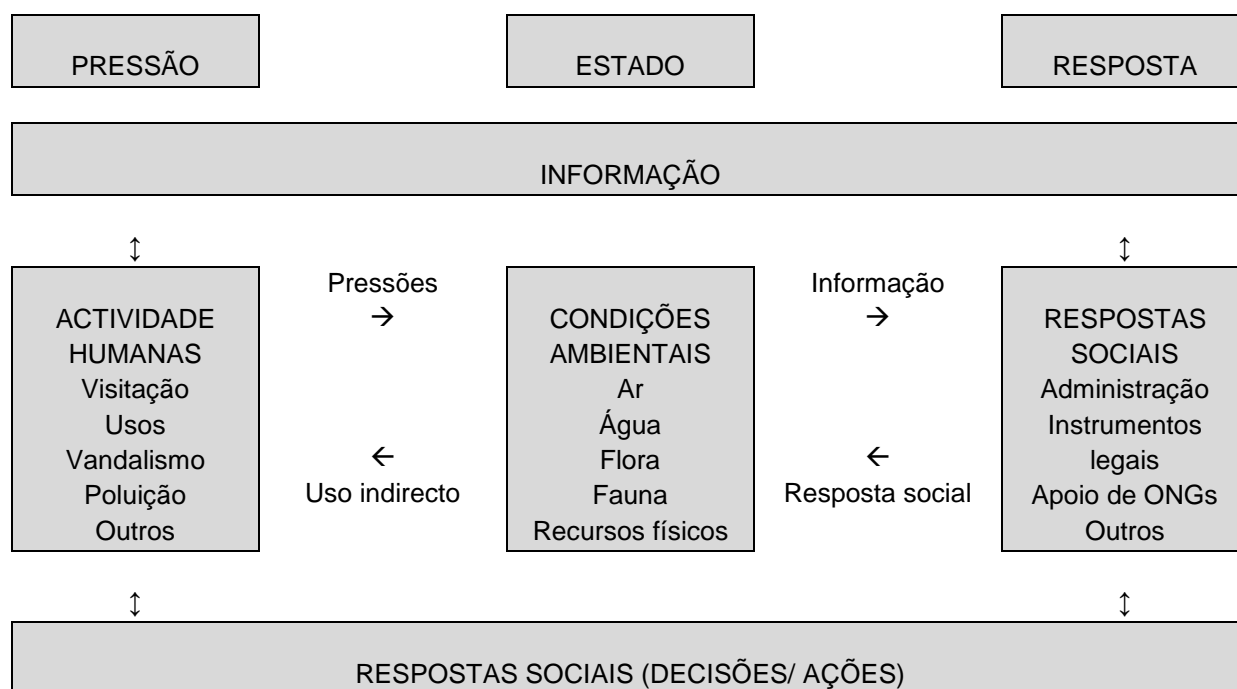 PRESSÃO
ESTADO
RESPOSTA
INFORMAÇÃO
↕
↕
ACTIVIDADE
HUMANAS
Visitação
Usos
Vandalismo
Poluição
Outros
Pressões
→
←
Uso indirecto
CONDIÇÕES
AMBIENTAIS
Ar
Água
Flora
Fauna
Recursos físicos
Informação
→
←
Resposta social
RESPOSTAS
SOCIAIS
Administração
Instrumentos
legais
Apoio de ONGs
Outros
↕
↕
RESPOSTAS SOCIAIS (DECISÕES/ AÇÕES)